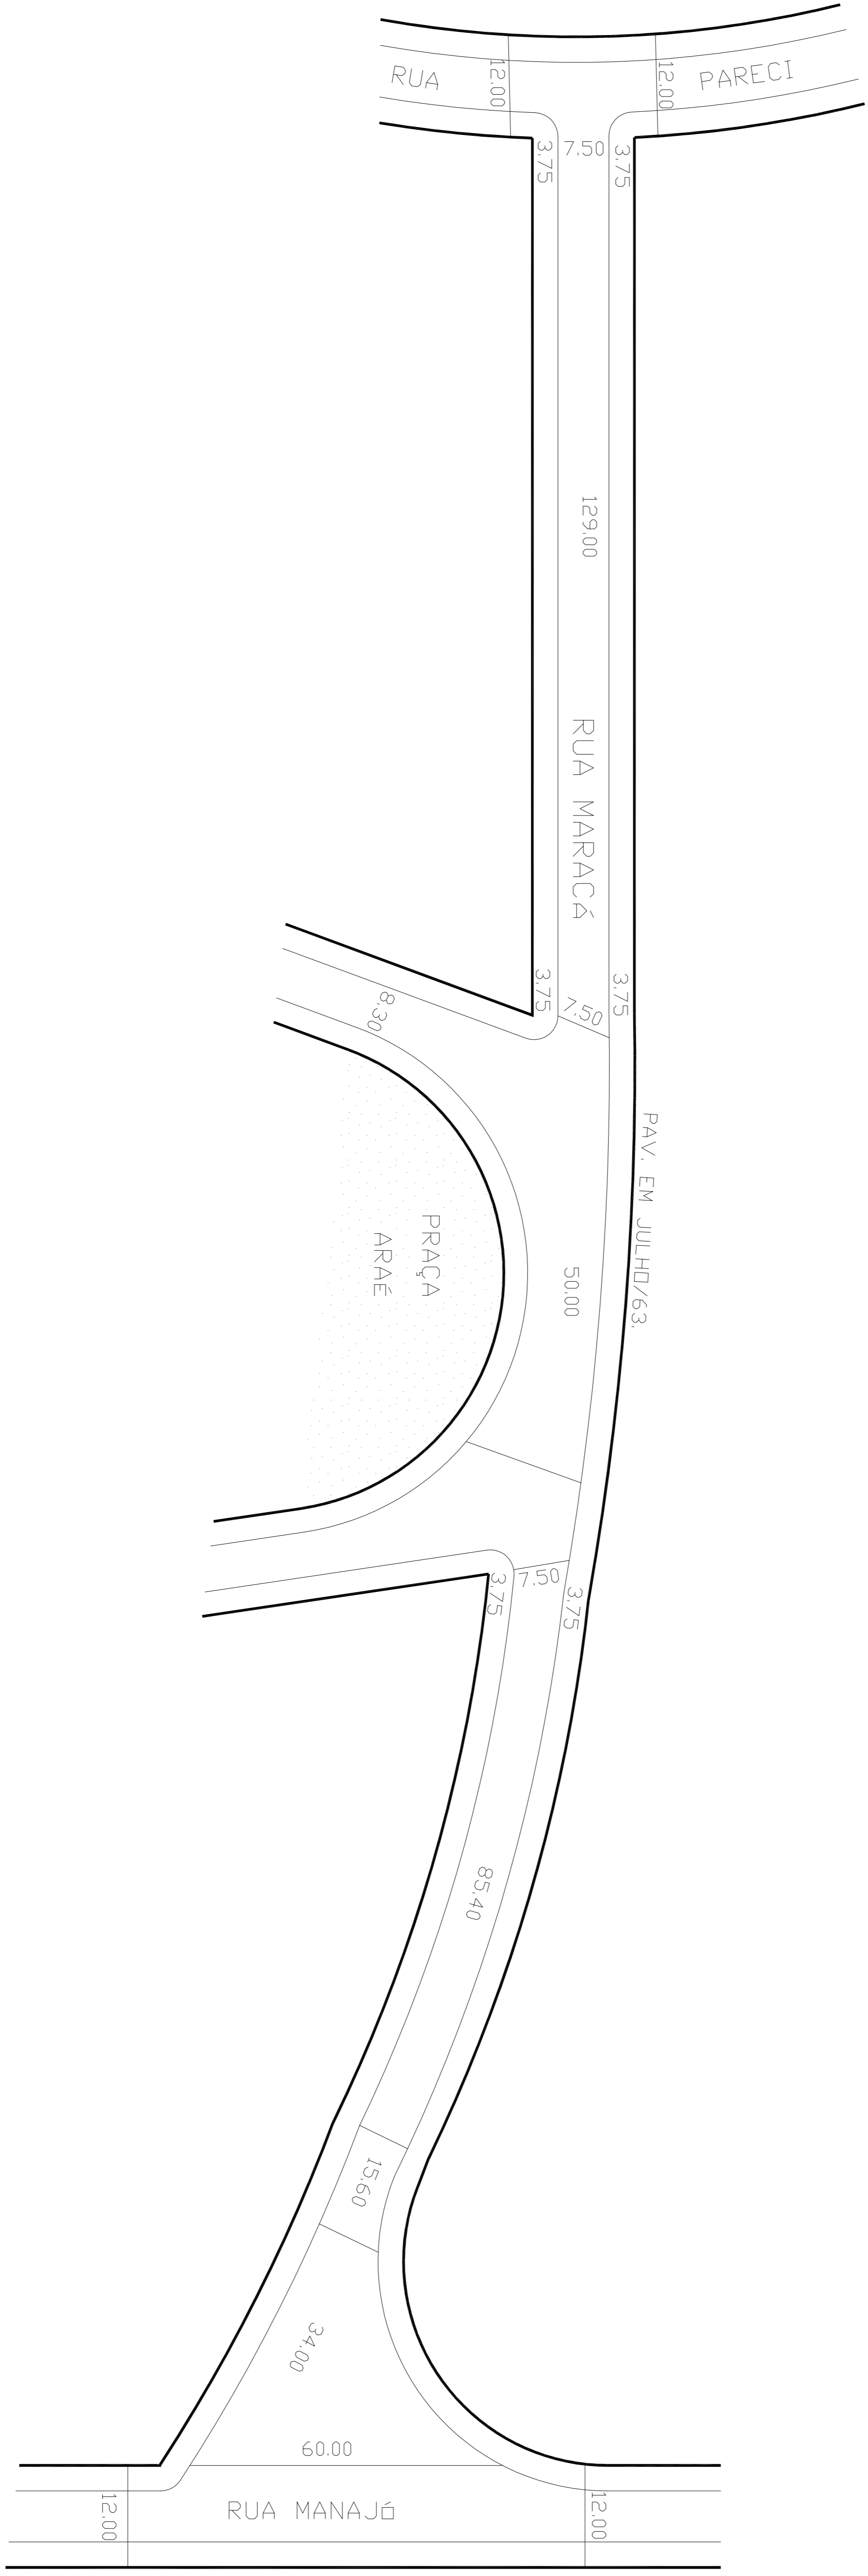 RUA
12.00
12.00
PARECI
3.75
7.50
3.75
129.00
RUA MARACÁ
3.75
7.50
3.75
8.30
PAV. EM JULHO/63.
PRAÇA
ARAÉ
50.00
3.75
7.50
3.75
85.40
15.60
34.00
60.00
12.00
RUA MANAJÓ
12.00